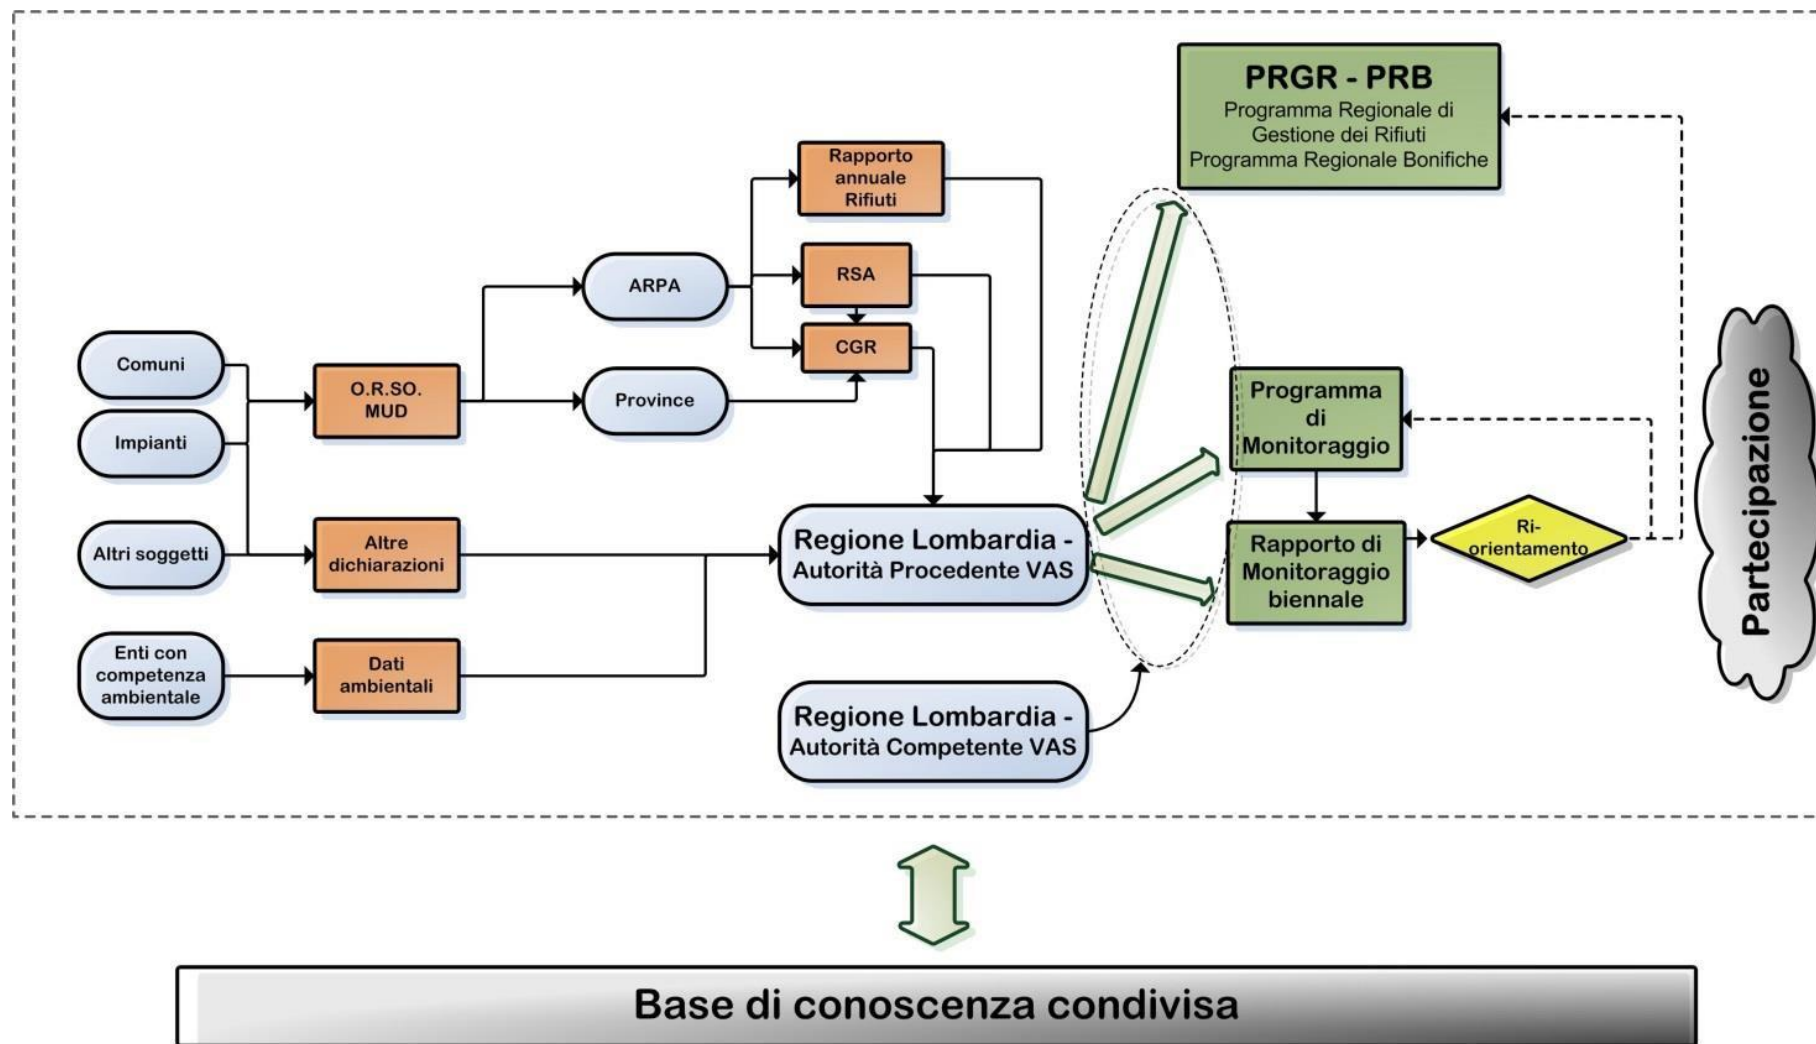 PRGR - PRB
Programma Regionale di
Gestione dei Rifiuti
Programma Regionale Bonifiche
Rapporto
annuale
Rifiuti
ARPA
RSA
CGR
Comuni
O.R.SO.
MUD
Province
Impianti
Programma
di
Monitoraggio
Altri soggetti
Altre
dichiarazioni
Regione Lombardia -
Autorità Procedente VAS
Rapporto di
Monitoraggio
biennale
Ri-
orientamento
Partecipazione
Enti con
competenza
ambientale
Dati
ambientali
Regione Lombardia -
Autorità Competente VAS
Base di conoscenza condivisa